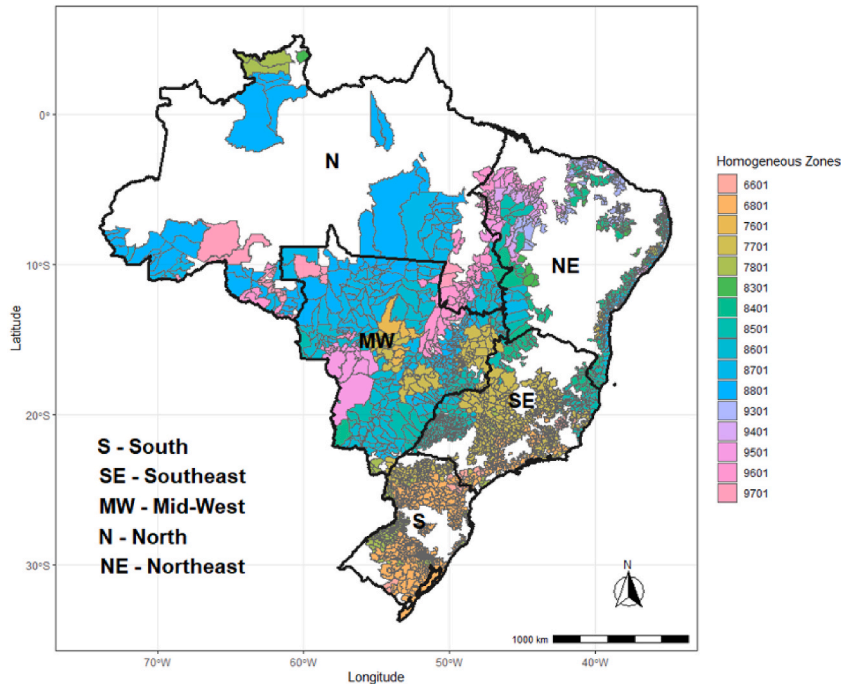 0°
10°S
20°S
30°S
Latitude
70°W
60°W
50°W
40°W
Longitude
N
NE
MW
SE
S
S - South
SE - Southeast
MW - Mid-West
N - North
NE - Northeast
N
1000 km
Homogeneous Zones
6601
6801
7601
7701
7801
8301
8401
8501
8601
8701
8801
9301
9401
9501
9601
9701